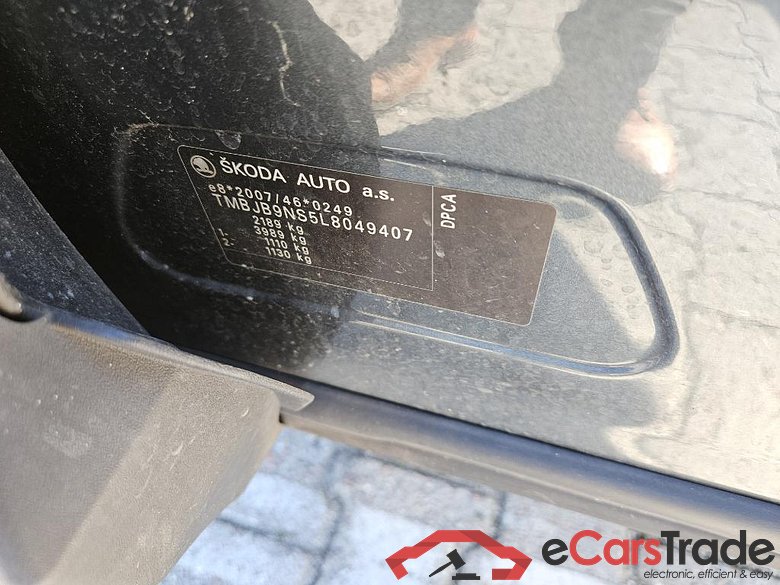 ŠKODA AUTO a.s.
e8*2007/46*0249
TMBJB9NS5L8049407
2189 kg
3989 kg
1- 1110 kg
2- 1130 kg
DPCA
eCarsTrade
electronic, efficient & easy